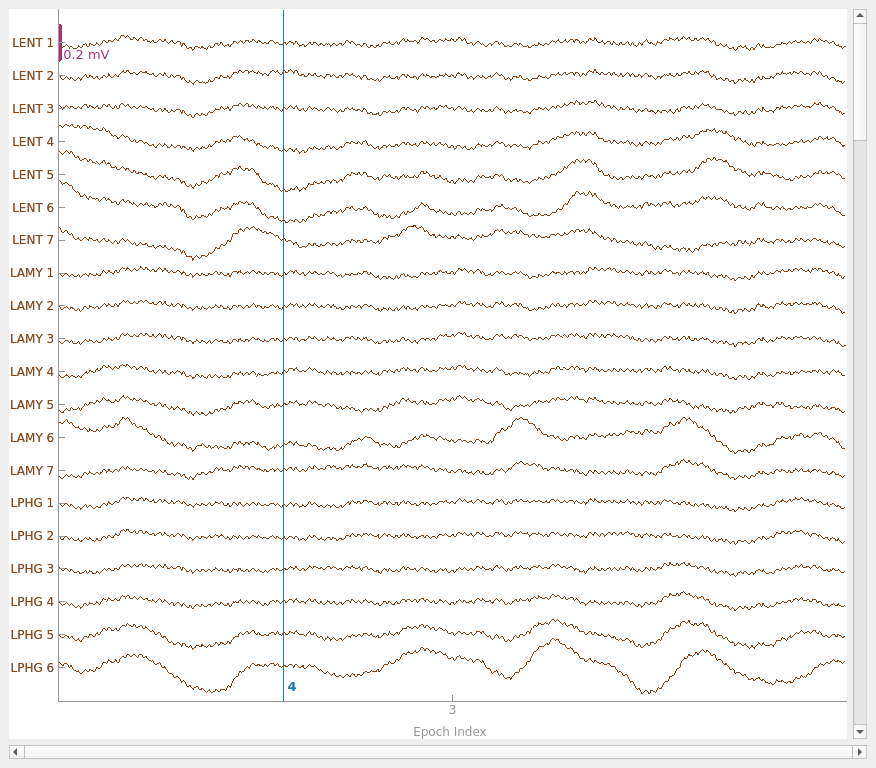 LENT 1
0.2 mV
LENT 2
LENT 3
LENT 4
LENT 5
LENT 6
LENT 7
LAMY 1
LAMY 2
LAMY 3
LAMY 4
LAMY 5
LAMY 6
LAMY 7
LPHG 1
LPHG 2
LPHG 3
LPHG 4
LPHG 5
LPHG 6
4
3
Epoch Index